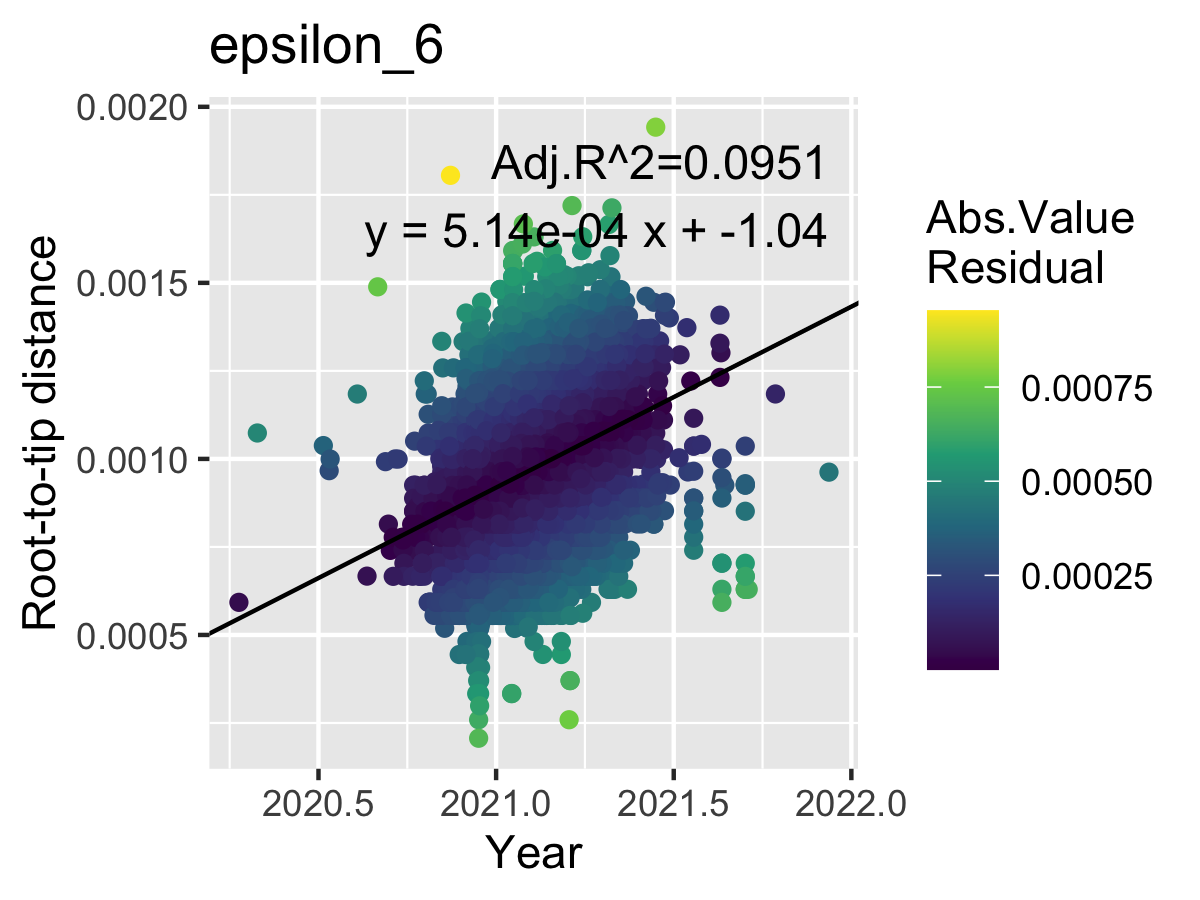 epsilon_6
0.0020
Adj.R^2=0.0951
y = 5.14e-04 x + -1.04
0.0015
0.0010
0.0005
Root-to-tip distance
2020.5
2021.0
2021.5
2022.0
Year
Abs.Value
Residual
0.00075
0.00050
0.00025